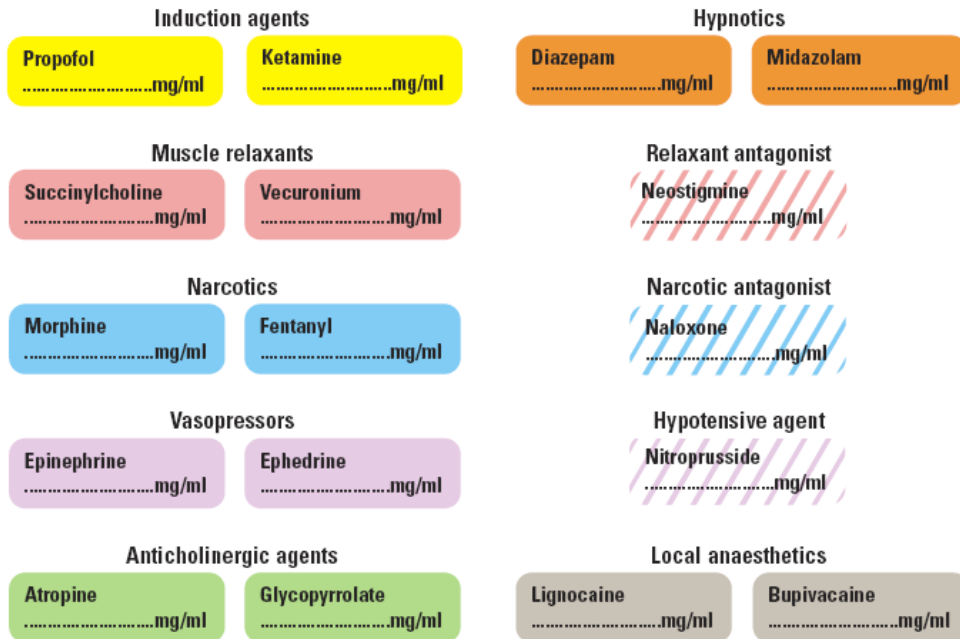 Induction agents
Propofol
...........................mg/ml
Ketamine
...........................mg/ml
Hypnotics
Diazepam
...........................mg/ml
Midazolam
...........................mg/ml
Muscle relaxants
Succinylcholine
...........................mg/ml
Vecuronium
...........................mg/ml
Relaxant antagonist
Neostigmine
...........................mg/ml
Narcotics
Morphine
...........................mg/ml
Fentanyl
...........................mg/ml
Narcotic antagonist
Naloxone
...........................mg/ml
Vasopressors
Epinephrine
...........................mg/ml
Ephedrine
...........................mg/ml
Hypotensive agent
Nitroprusside
...........................mg/ml
Anticholinergic agents
Atropine
...........................mg/ml
Glycopyrrolate
...........................mg/ml
Local anaesthetics
Lignocaine
...........................mg/ml
Bupivacaine
...........................mg/ml